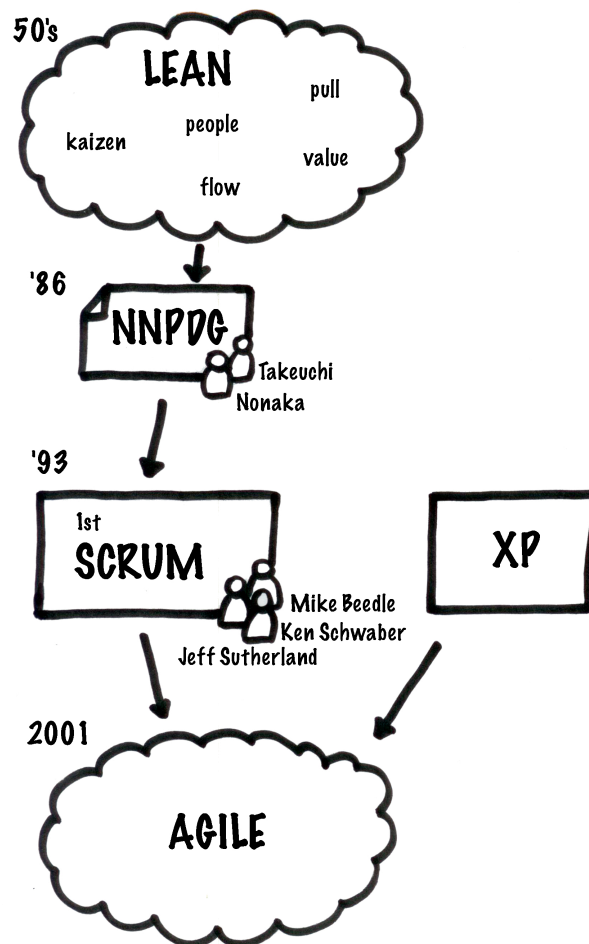 50's
LEAN
pull
people
kaizen
value
flow
'86
NNPDG
Takeuchi
Nonaka
'93
1st
SCRUM
XP
Mike Beedle
Ken Schwaber
Jeff Sutherland
2001
AGILE